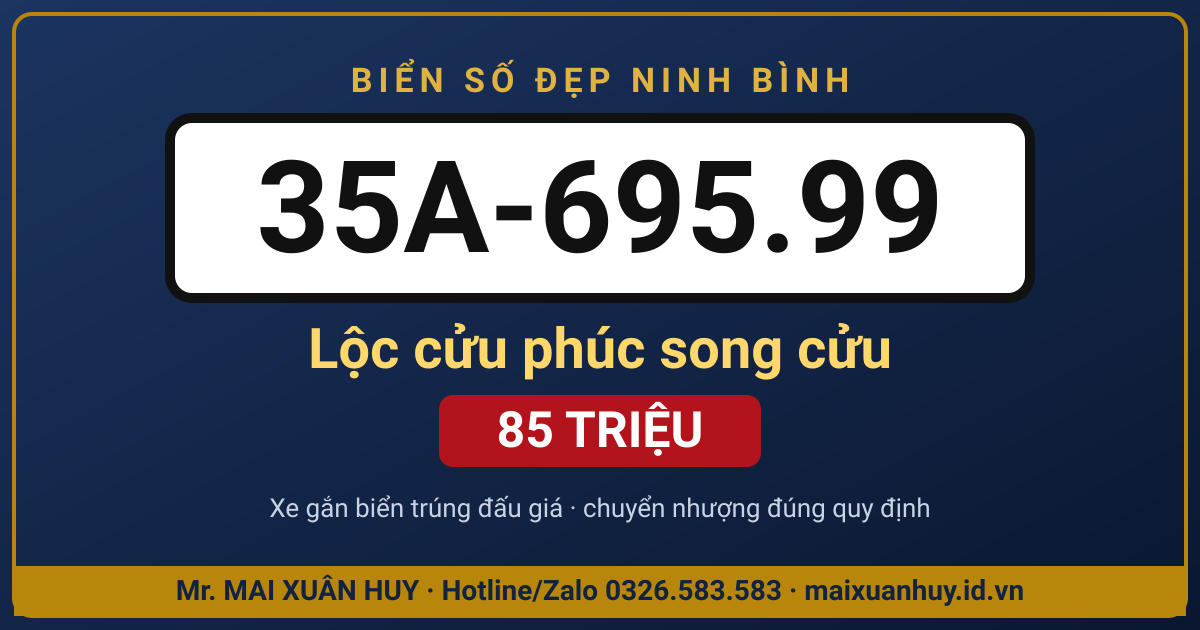 BIỂN SỐ ĐẸP NINH BÌNH
35A-695.99
Lộc cửu phúc song cửu
85 TRIỆU
Xe gắn biển trúng đấu giá · chuyển nhượng đúng quy định
Mr. MAI XUÂN HUY · Hotline/Zalo 0326.583.583 · maixuanhuy.id.vn